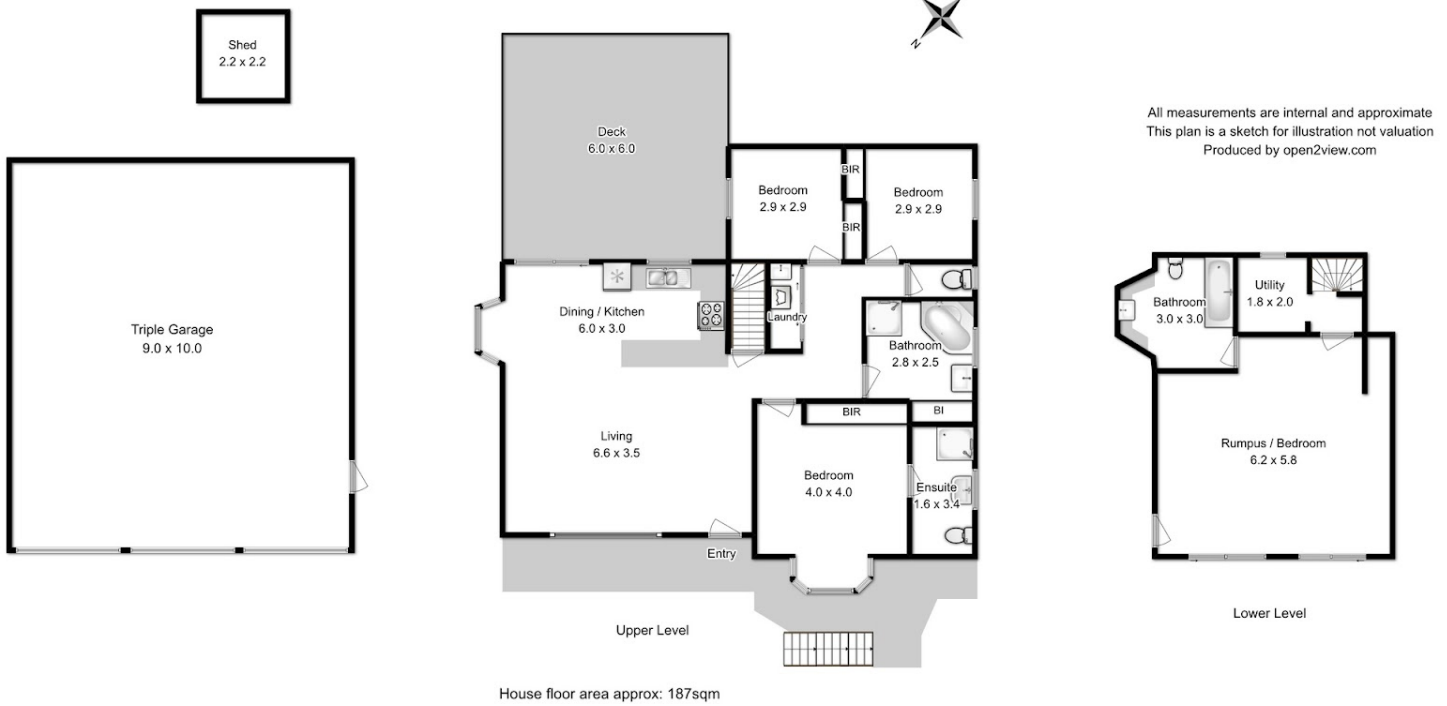 Shed
2.2 x 2.2
Triple Garage
9.0 x 10.0
N
Deck
6.0 x 6.0
Bedroom
2.9 x 2.9
BIR
BIR
Bedroom
2.9 x 2.9
Dining / Kitchen
6.0 x 3.0
Laundry
Bathroom
2.8 x 2.5
BIR
BI
Living
6.6 x 3.5
Bedroom
4.0 x 4.0
Ensuite
1.6 x 3.4
Entry
Upper Level
House floor area approx: 187sqm
All measurements are internal and approximate
This plan is a sketch for illustration not valuation
Produced by open2view.com
Bathroom
3.0 x 3.0
Utility
1.8 x 2.0
Rumpus / Bedroom
6.2 x 5.8
Lower Level